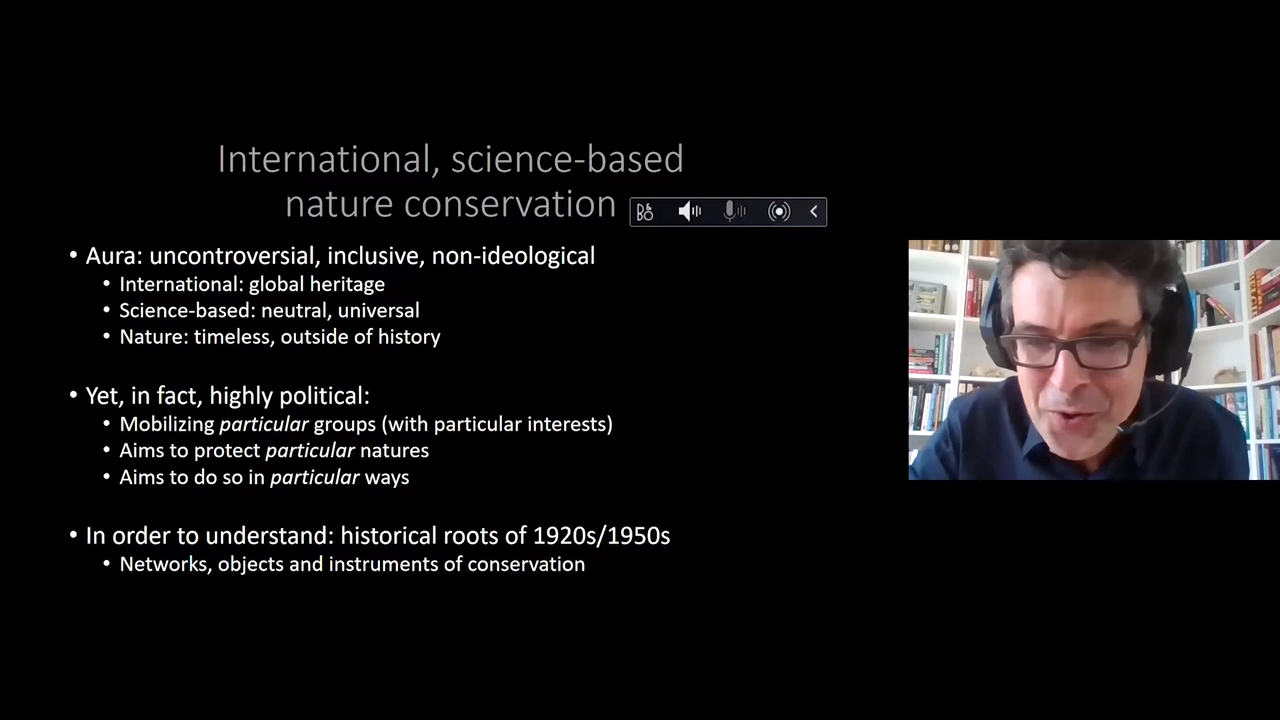 International, science-based
nature conservation
• Aura: uncontroversial, inclusive, non-ideological
• International: global heritage
• Science-based: neutral, universal
• Nature: timeless, outside of history
• Yet, in fact, highly political:
• Mobilizing particular groups (with particular interests)
• Aims to protect particular natures
• Aims to do so in particular ways
• In order to understand: historical roots of 1920s/1950s
• Networks, objects and instruments of conservation